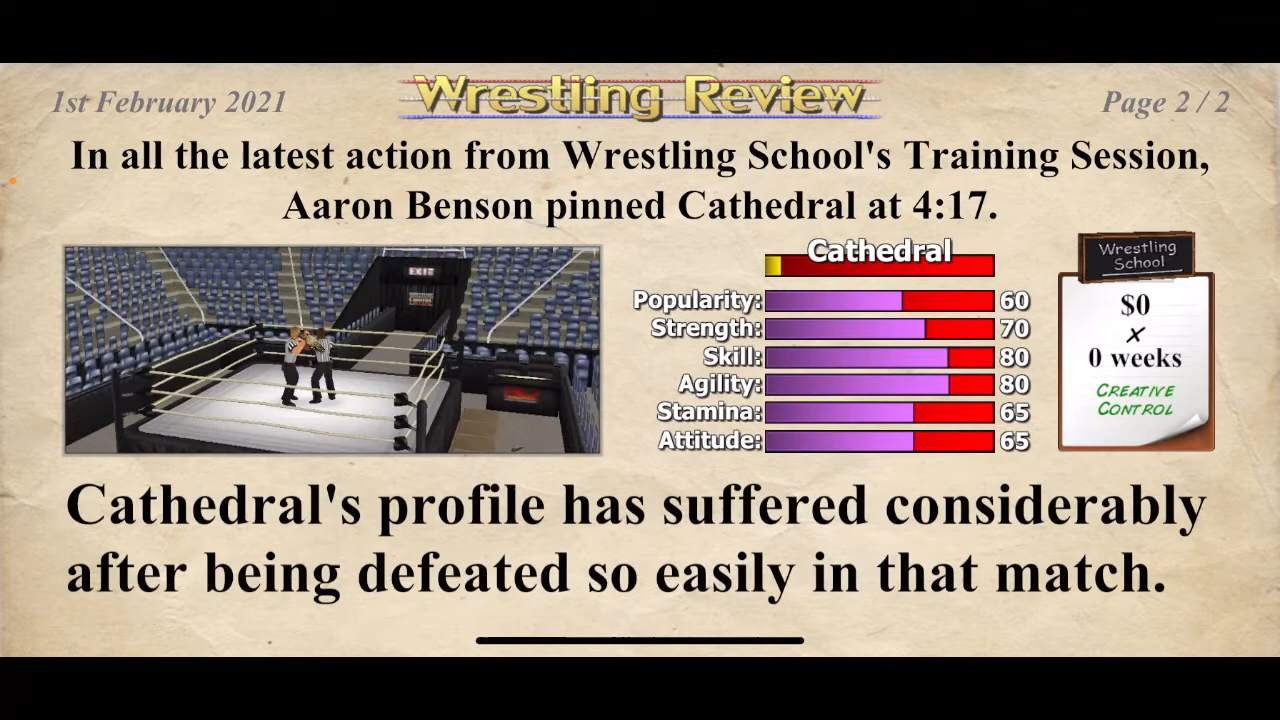 1st February 2021
Wrestling Review
Page 2 / 2
In all the latest action from Wrestling School's Training Session,
Aaron Benson pinned Cathedral at 4:17.
EXIT
Cathedral
Popularity: 60
Strength: 70
Skill: 80
Agility: 80
Stamina: 65
Attitude: 65
Wrestling
School
$0
x
0 weeks
CREATIVE
CONTROL
Cathedral's profile has suffered considerably
after being defeated so easily in that match.